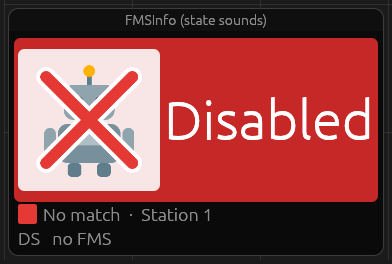 FMSInfo (state sounds)
Disabled
No match · Station 1
DS no FMS